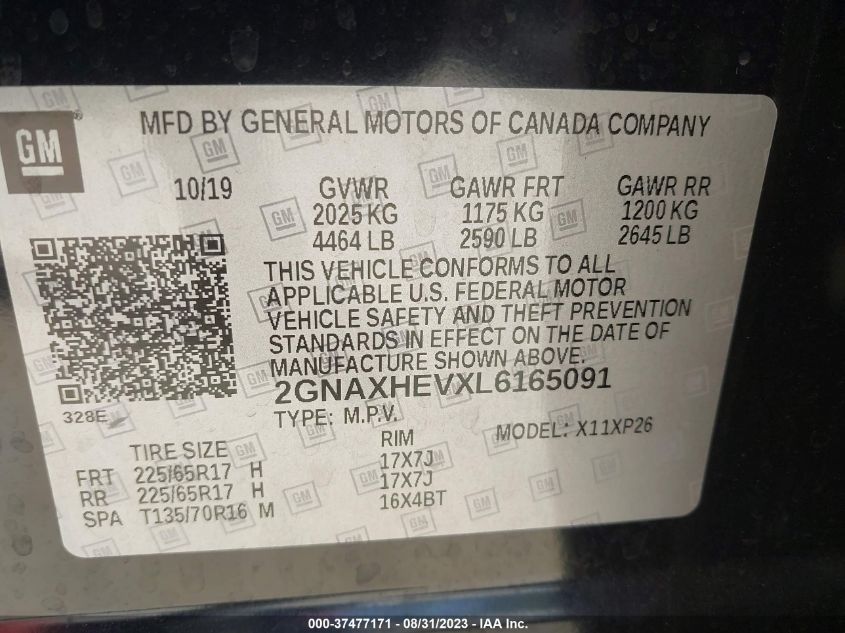 GM
MFD BY GENERAL MOTORS OF CANADA COMPANY
10/19 GVWR GAWR FRT GAWR RR
2025 KG 1175 KG 1200 KG
4464 LB 2590 LB 2645 LB
THIS VEHICLE CONFORMS TO ALL
APPLICABLE U.S. FEDERAL MOTOR
VEHICLE SAFETY AND THEFT PREVENTION
STANDARDS IN EFFECT ON THE DATE OF
MANUFACTURE SHOWN ABOVE.
2GNAXHEVXL6165091
328E
TYPE: M.P.V.
MODEL: X11XP26
TIRE SIZE RIM
FRT 225/65R17 H 17X7J
RR 225/65R17 H 17X7J
SPA T135/70R16 M 16X4BT
000-37477171 - 08/31/2023 - Copyright IAA, Inc.